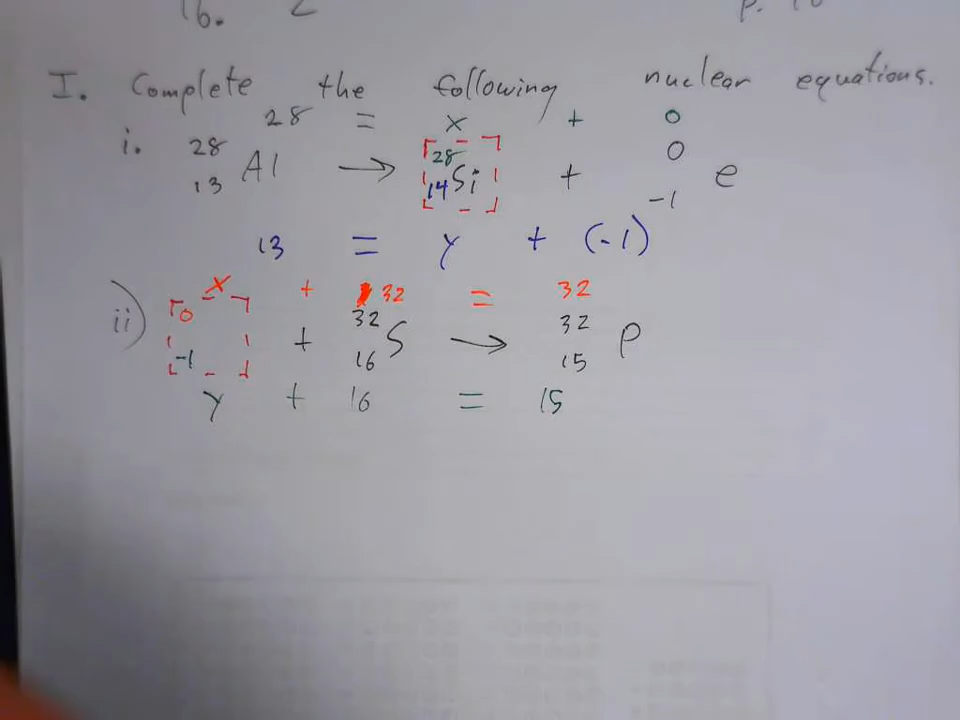 16.
I. Complete the following nuclear equations.
28 = x + 0
i. 28 13 Al → 28 14 Si + 0 -1 e
13 = y + (-1)
x + 32 = 32
ii) 0 -1 + 32 16 S → 32 15 P
y + 16 = 15